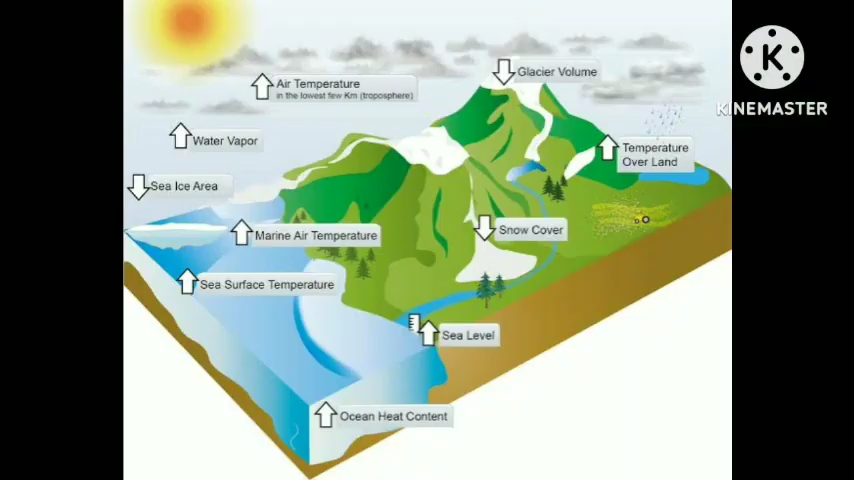 Glacier Volume
Air Temperature
in the lowest few Km (troposphere)
Water Vapor
Temperature
Over Land
Sea Ice Area
Marine Air Temperature
Snow Cover
Sea Surface Temperature
Sea Level
Ocean Heat Content
K
KINEMASTER